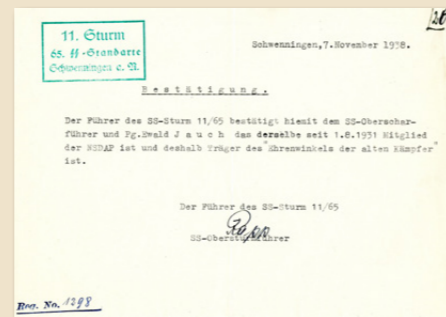 11. Sturm
65. SS-Standarte
Schwenningen a. N.
Schwenningen, 7.November 1938.
Bestätigung.
Der Führer des SS-Sturm 11/65 bestätigt hiemit dem SS-Oberschar-
führer und Pg.Ewald J a u c h das derselbe seit 1.8.1931 Mitglied
der NSDAP ist und deshalb Träger des "Ehrenwinkels der alten Kämpfer"
ist.
Der Führer des SS-Sturm 11/65
SS-Obersturmführer
Reg. No. 1298